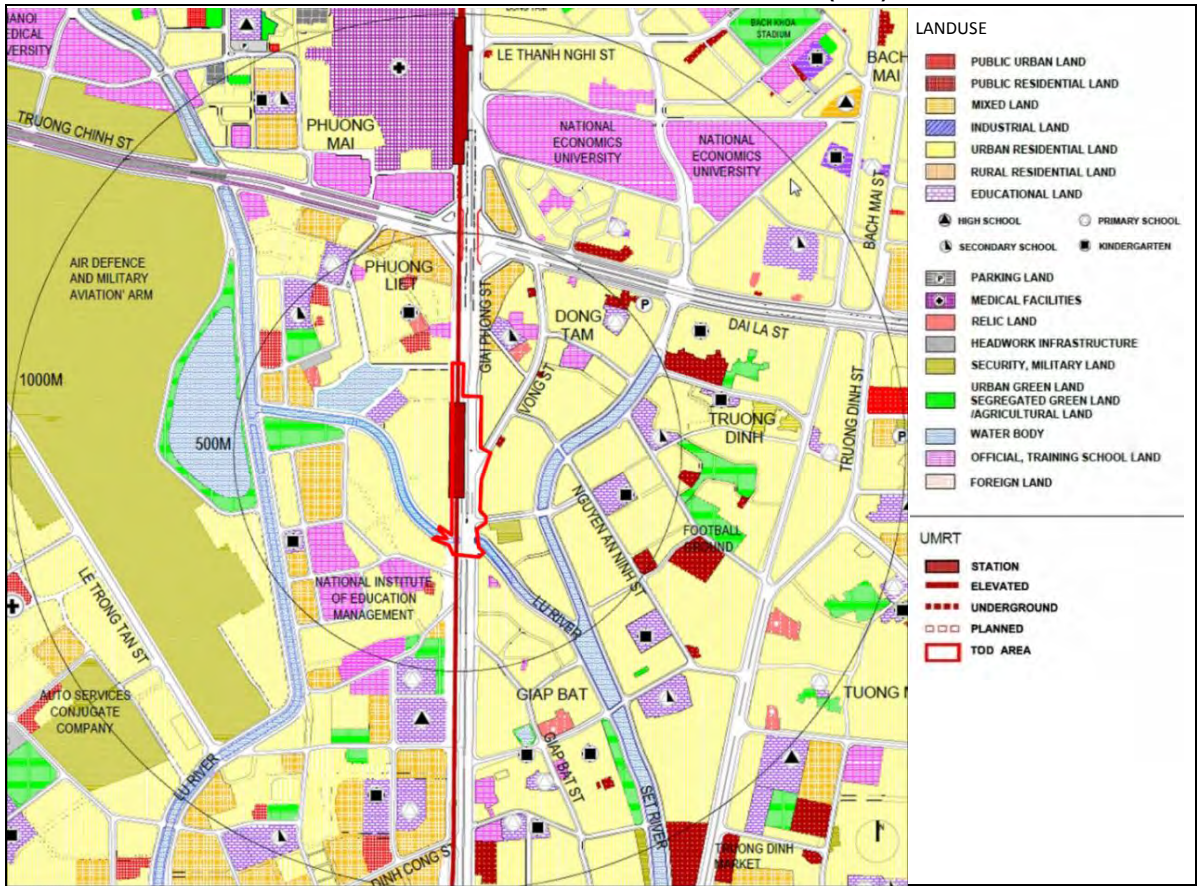 HANOI
MEDICAL
UNIVERSITY
DONG TAM
BACH KHOA
STADIUM
LE THANH NGHI ST
BACH
MAI
TRUONG CHINH ST
PHUONG
MAI
NATIONAL
ECONOMICS
UNIVERSITY
NATIONAL
ECONOMICS
UNIVERSITY
BACH MAI ST
AIR DEFENCE
AND MILITARY
AVIATION' ARM
PHUONG
LIET
GIAI PHONG ST
DONG
TAM
P
DAI LA ST
VONG ST
1000M
500M
TRUONG
DINH
TRUONG DINH ST
P
NGUYEN AN NINH ST
FOOTBALL
GROUND
NATIONAL INSTITUTE
OF EDUCATION
MANAGEMENT
LE TRONG TAN ST
LU RIVER
AUTO SERVICES
CONJUGATE
COMPANY
GIAP BAT
TUONG M
LU RIVER
GIAP BAT ST
SET RIVER
DINH CONG ST
TRUONG DINH
MARKET
LANDUSE
PUBLIC URBAN LAND
PUBLIC RESIDENTIAL LAND
MIXED LAND
INDUSTRIAL LAND
URBAN RESIDENTIAL LAND
RURAL RESIDENTIAL LAND
EDUCATIONAL LAND
HIGH SCHOOL
PRIMARY SCHOOL
SECONDARY SCHOOL
KINDERGARTEN
P PARKING LAND
MEDICAL FACILITIES
RELIC LAND
HEADWORK INFRASTRUCTURE
SECURITY, MILITARY LAND
URBAN GREEN LAND
SEGREGATED GREEN LAND
/AGRICULTURAL LAND
WATER BODY
OFFICIAL, TRAINING SCHOOL LAND
FOREIGN LAND
UMRT
STATION
ELEVATED
UNDERGROUND
PLANNED
TOD AREA